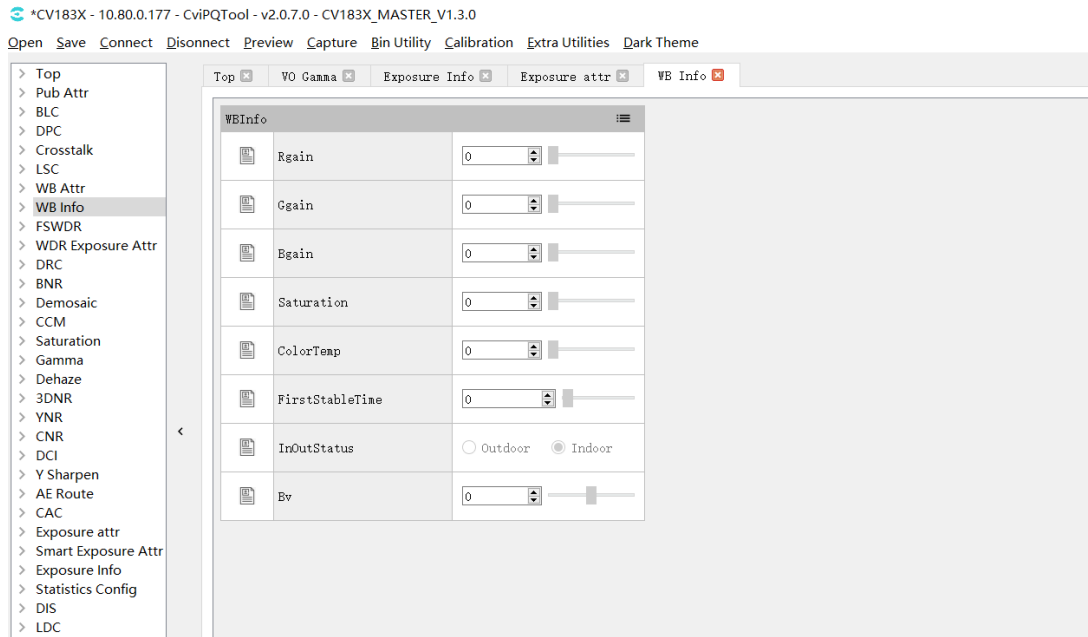 *CV183X - 10.80.0.177 - CviPQTool - v2.0.7.0 - CV183X_MASTER_V1.3.0
Open Save Connect Disonnect Preview Capture Bin Utility Calibration Extra Utilities Dark Theme
Top
Pub Attr
BLC
DPC
Crosstalk
LSC
WB Attr
WB Info
FSWDR
WDR Exposure Attr
DRC
BNR
Demosaic
CCM
Saturation
Gamma
Dehaze
3DNR
YNR
CNR
DCI
Y Sharpen
AE Route
CAC
Exposure attr
Smart Exposure Attr
Exposure Info
Statistics Config
DIS
LDC
Top VO Gamma Exposure Info Exposure attr WB Info
WBInfo
Rgain 0
Ggain 0
Bgain 0
Saturation 0
ColorTemp 0
FirstStableTime 0
InOutStatus Outdoor Indoor
Bv 0